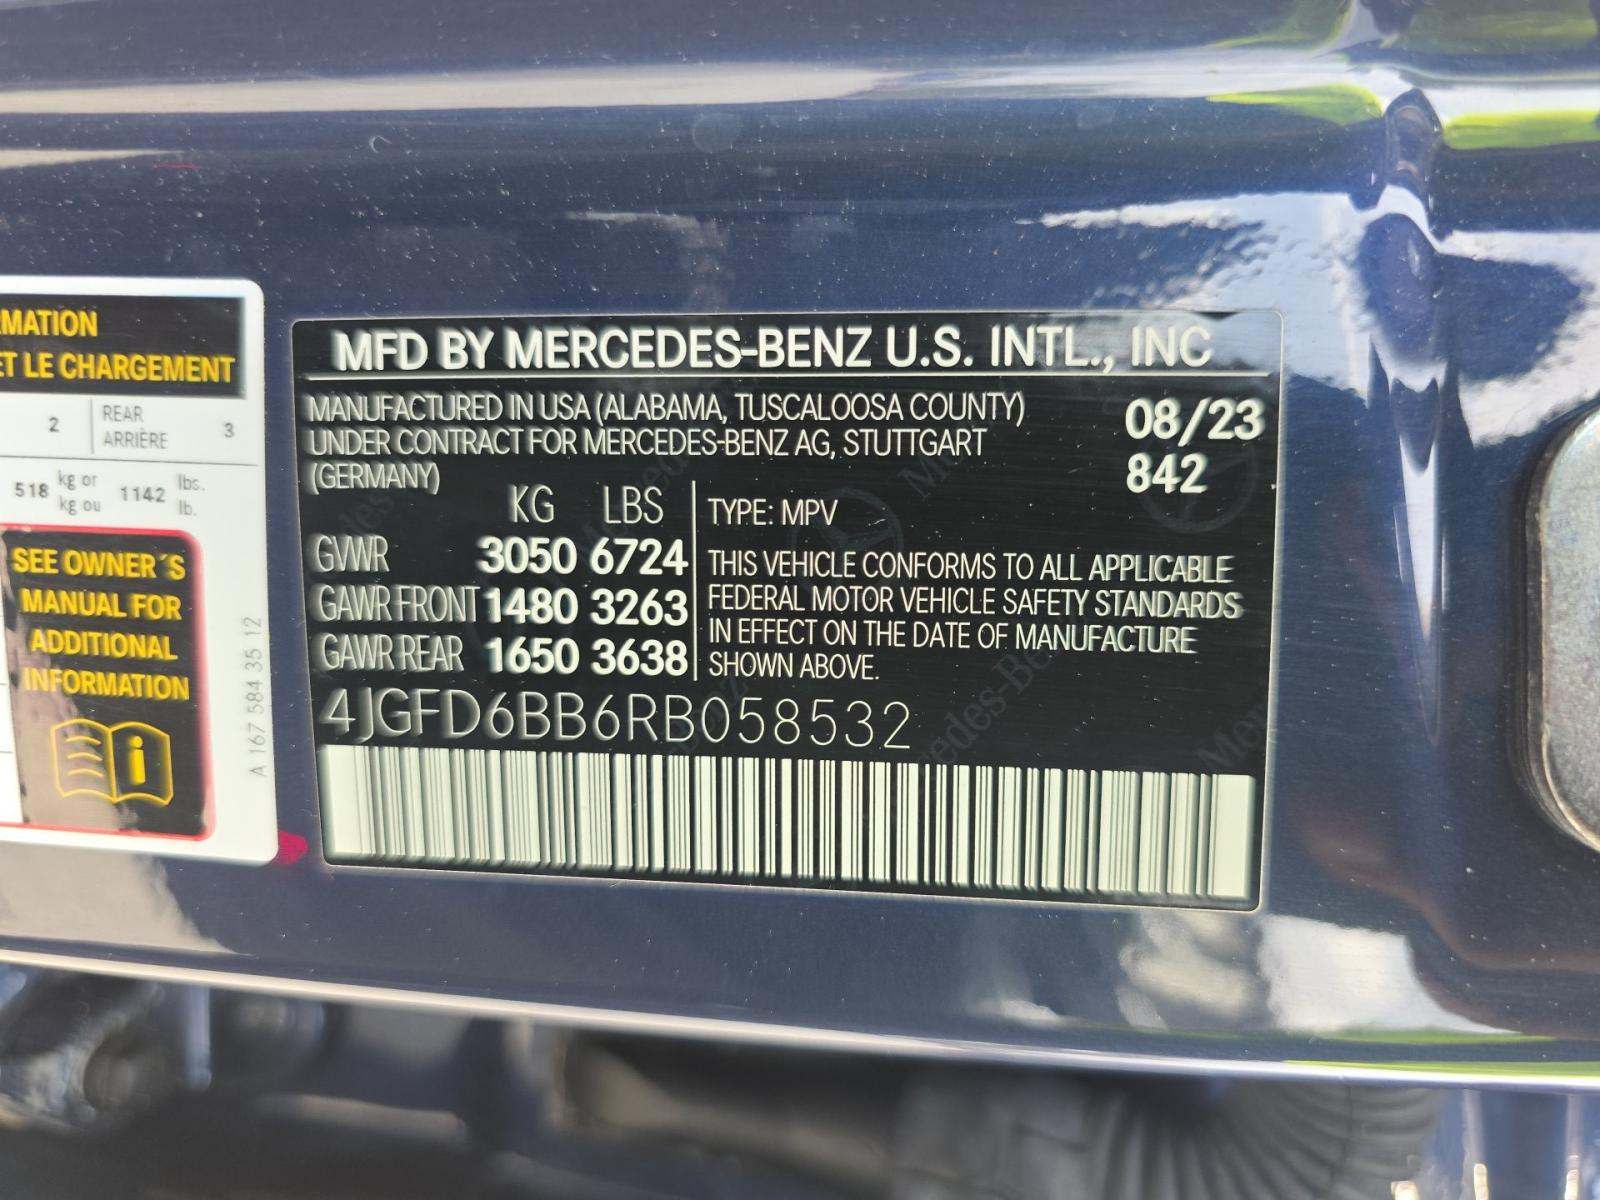 RMATION
ET LE CHARGEMENT
2 REAR ARRIÈRE 3
518 kg or kg ou 1142 lbs. lb.
SEE OWNER´S
MANUAL FOR
ADDITIONAL
INFORMATION
i
A 167 584 35 12
MFD BY MERCEDES-BENZ U.S. INTL., INC
MANUFACTURED IN USA (ALABAMA, TUSCALOOSA COUNTY)
UNDER CONTRACT FOR MERCEDES-BENZ AG, STUTTGART
(GERMANY)
08/23
842
KG LBS
GVWR 3050 6724
GAWR FRONT 1480 3263
GAWR REAR 1650 3638
TYPE: MPV
THIS VEHICLE CONFORMS TO ALL APPLICABLE
FEDERAL MOTOR VEHICLE SAFETY STANDARDS
IN EFFECT ON THE DATE OF MANUFACTURE
SHOWN ABOVE.
4JGFD6BB6RB058532